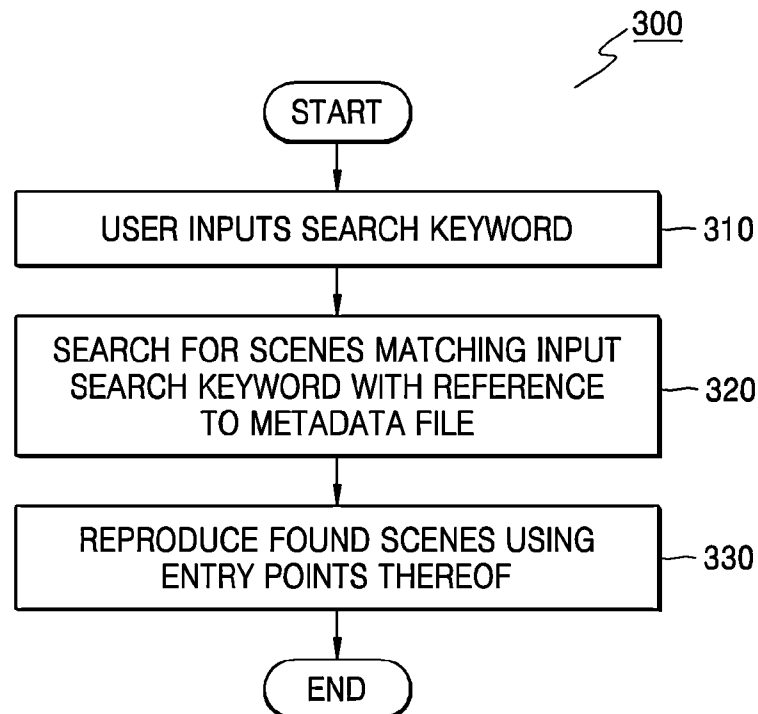 300
START
USER INPUTS SEARCH KEYWORD
310
SEARCH FOR SCENES MATCHING INPUT
SEARCH KEYWORD WITH REFERENCE
TO METADATA FILE
320
REPRODUCE FOUND SCENES USING
ENTRY POINTS THEREOF
330
END